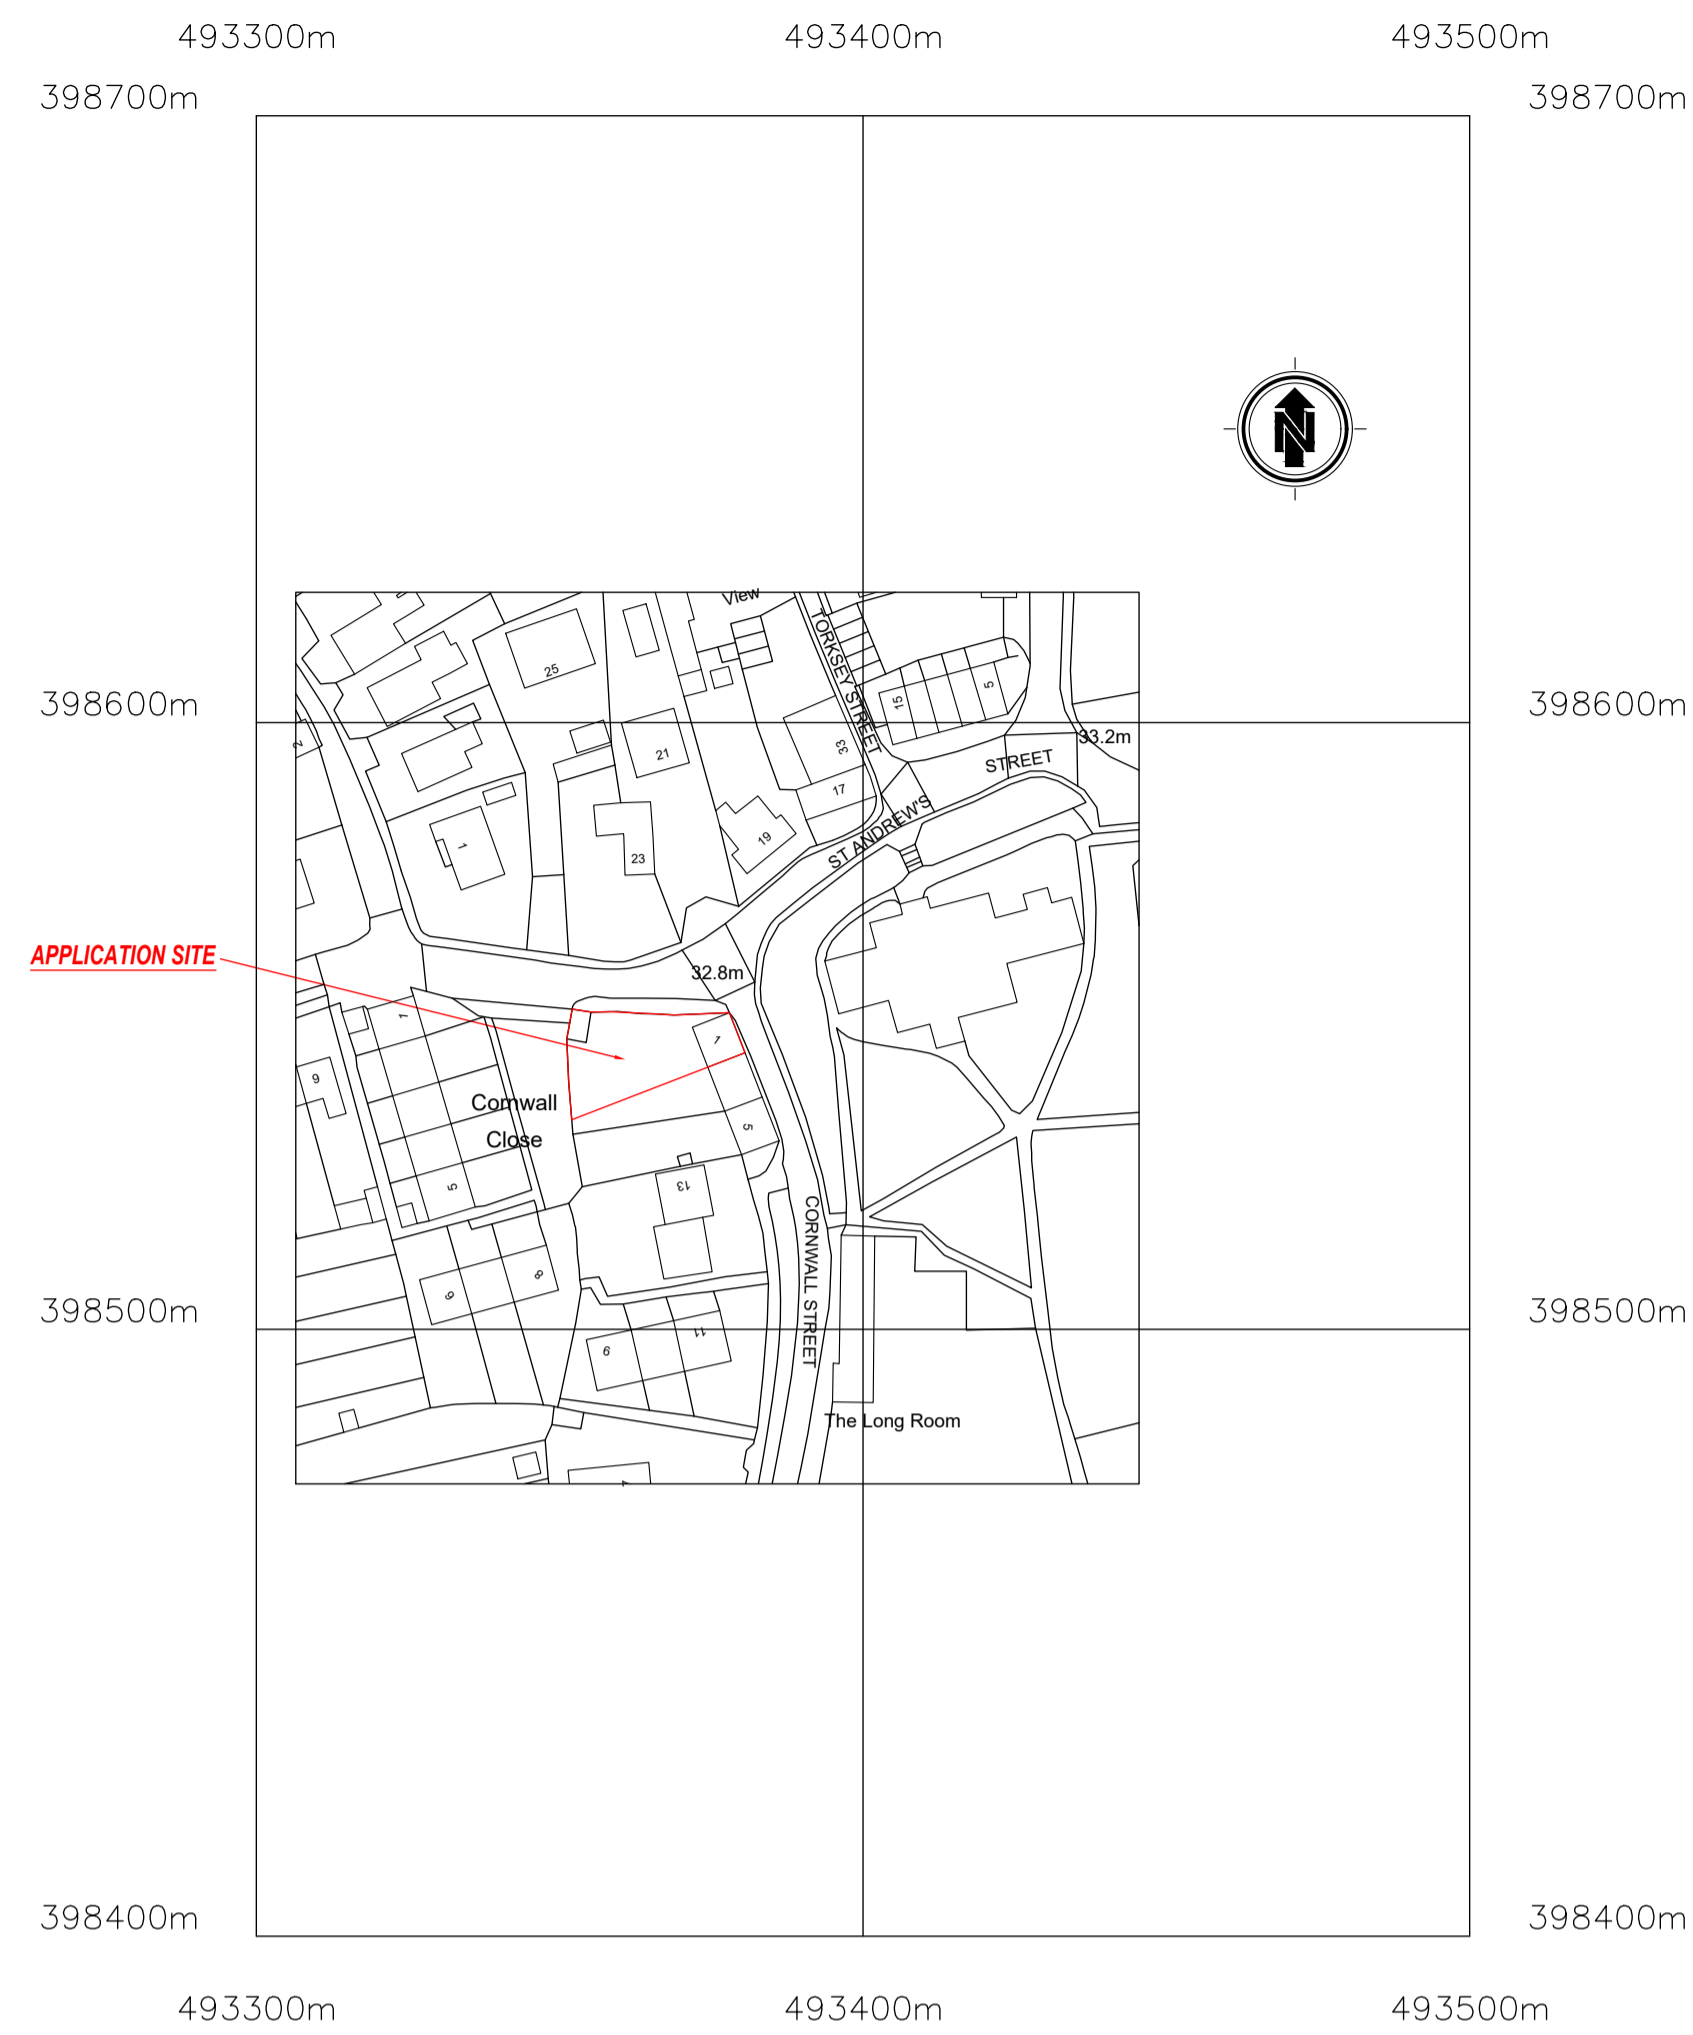 493300m 493400m 493500m
398700m 398700m
N
View
TORKSEY STREET
25
15
5
398600m 398600m
2
21
33
33.2m
STREET
17
ST ANDREW'S
1
23
19
APPLICATION SITE
32.8m
1
1
9
Cornwall
Close
5
5
13
CORNWALL STREET
8
9
398500m 398500m
11
9
The Long Room
398400m 398400m
493300m 493400m 493500m